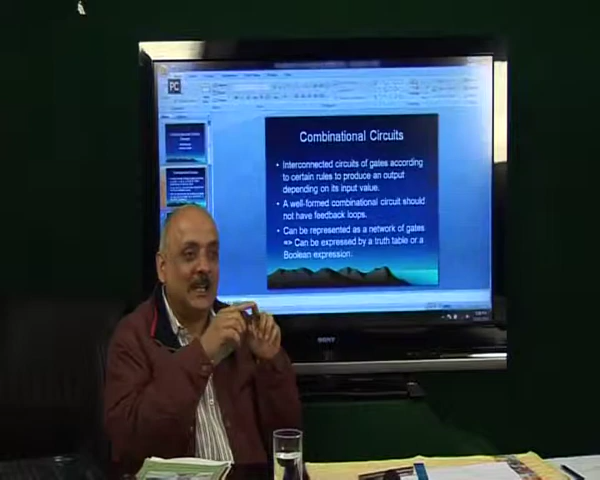 PC
Combinational Circuits
• Interconnected circuits of gates according
to certain rules to produce an output
depending on its input value.
• A well-formed combinational circuit should
not have feedback loops.
• Can be represented as a network of gates
=> Can be expressed by a truth table or a
Boolean expression.
SONY